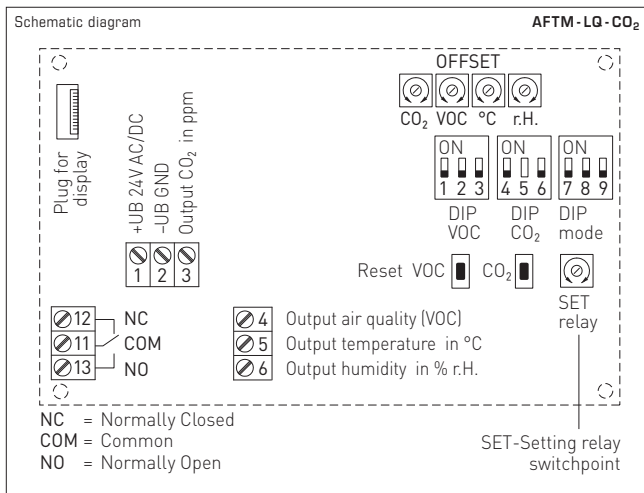 Schematic diagram
AFTM-LQ-CO₂
OFFSET
CO₂ VOC °C r.H.
Plug for
display
+UB 24V AC/DC
–UB GND
Output CO₂ in ppm
1 2 3
ON
1 2 3
ON
4 5 6
ON
7 8 9
DIP
VOC
DIP
CO₂
DIP
mode
Reset VOC
CO₂
SET
relay
12 NC
11 COM
13 NO
4 Output air quality (VOC)
5 Output temperature in °C
6 Output humidity in % r.H.
NC = Normally Closed
COM = Common
NO = Normally Open
SET-Setting relay
switchpoint